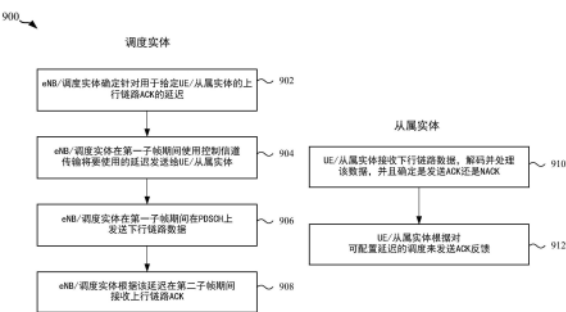 900
调度实体
eNB/调度实体确定针对用于给定UE/从属实体的上
行链路ACK的延迟
902
eNB/调度实体在第一子帧期间使用控制信道
传输将要使用的延迟发送给UE/从属实体
904
eNB/调度实体在第一子帧期间在PDSCH上
发送下行链路数据
906
eNB/调度实体根据该延迟在第二子帧期间
接收上行链路ACK
908
从属实体
UE/从属实体接收下行链路数据，解码并处理
该数据，并且确定是发送ACK还是NACK
910
UE/从属实体根据对
可配置延迟的调度来发送ACK反馈
912